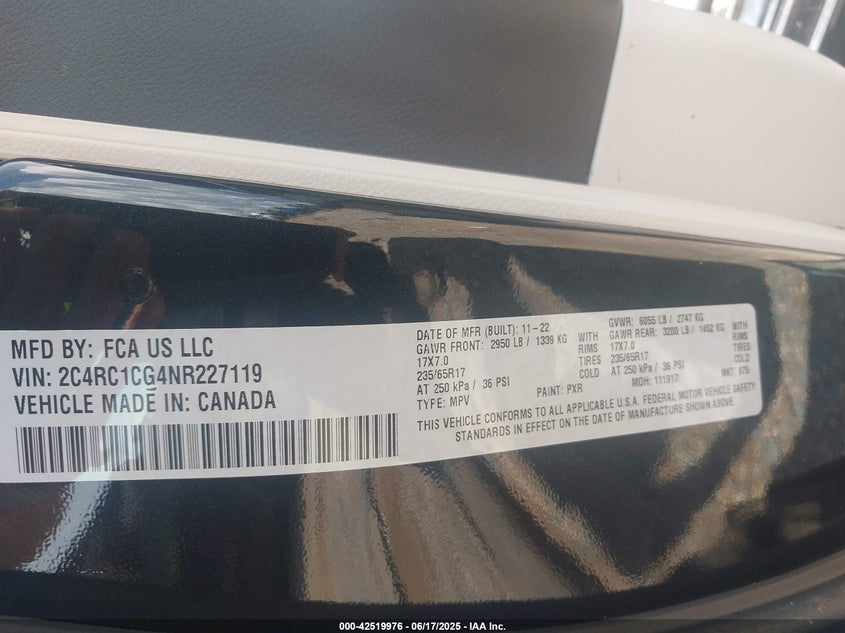 MFD BY: FCA US LLC
VIN: 2C4RC1CG4NR227119
VEHICLE MADE IN: CANADA
DATE OF MFR (BUILT): 11-22
GAWR FRONT: 2950 LB / 1339 KG WITH
17X7.0 RIMS
235/65R17 TIRES
AT 250 kPa / 36 PSI COLD
TYPE: MPV
PAINT: PXR
GVWR: 6055 LB / 2747 KG
GAWR REAR: 3200 LB / 1452 KG WITH
17X7.0 RIMS
235/65R17 TIRES
AT 250 kPa / 36 PSI COLD
MDH: 111917 MKT: 875
THIS VEHICLE CONFORMS TO ALL APPLICABLE U.S.A. FEDERAL MOTOR VEHICLE SAFETY
STANDARDS IN EFFECT ON THE DATE OF MANUFACTURE SHOWN ABOVE.
000-42519976 - 06/17/2025 - IAA Inc.